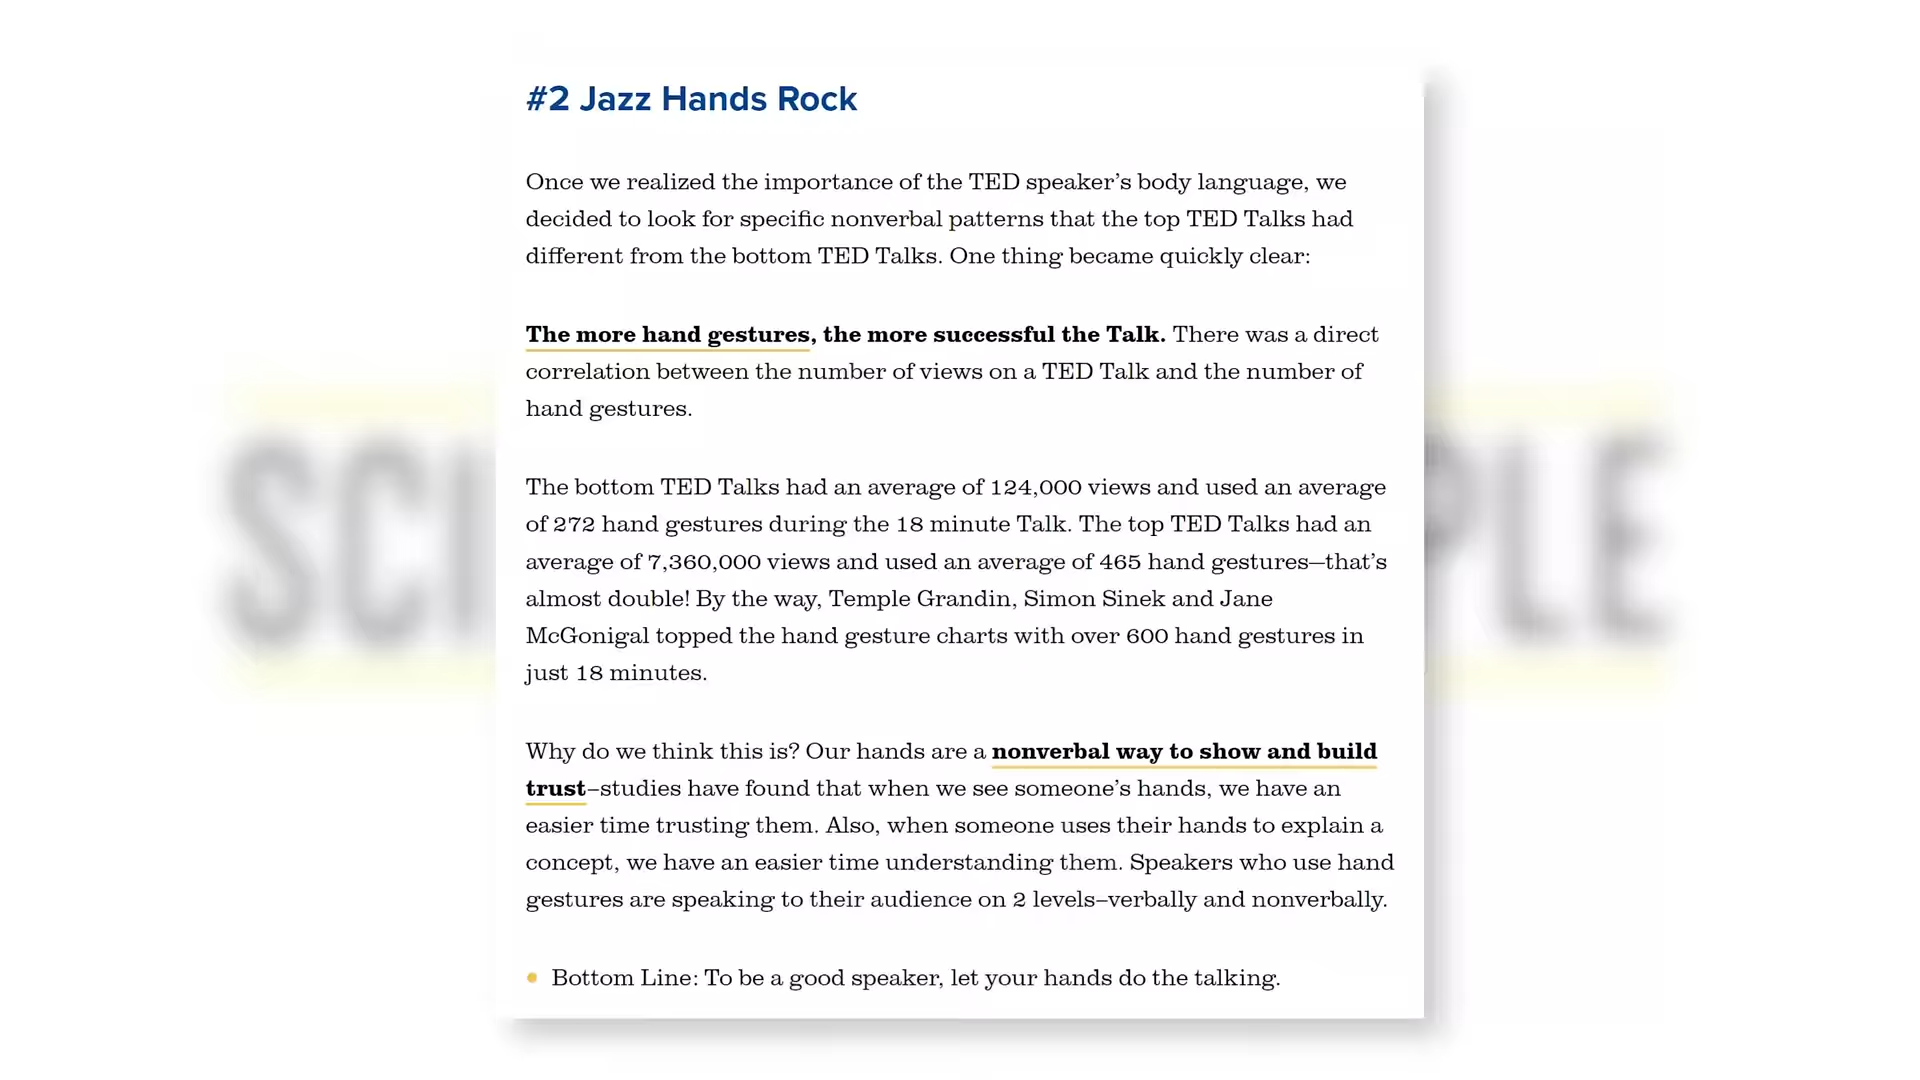 #2 Jazz Hands Rock
Once we realized the importance of the TED speaker’s body language, we
decided to look for specific nonverbal patterns that the top TED Talks had
different from the bottom TED Talks. One thing became quickly clear:
The more hand gestures, the more successful the Talk. There was a direct
correlation between the number of views on a TED Talk and the number of
hand gestures.
The bottom TED Talks had an average of 124,000 views and used an average
of 272 hand gestures during the 18 minute Talk. The top TED Talks had an
average of 7,360,000 views and used an average of 465 hand gestures—that’s
almost double! By the way, Temple Grandin, Simon Sinek and Jane
McGonigal topped the hand gesture charts with over 600 hand gestures in
just 18 minutes.
Why do we think this is? Our hands are a nonverbal way to show and build
trust–studies have found that when we see someone’s hands, we have an
easier time trusting them. Also, when someone uses their hands to explain a
concept, we have an easier time understanding them. Speakers who use hand
gestures are speaking to their audience on 2 levels–verbally and nonverbally.
• Bottom Line: To be a good speaker, let your hands do the talking.